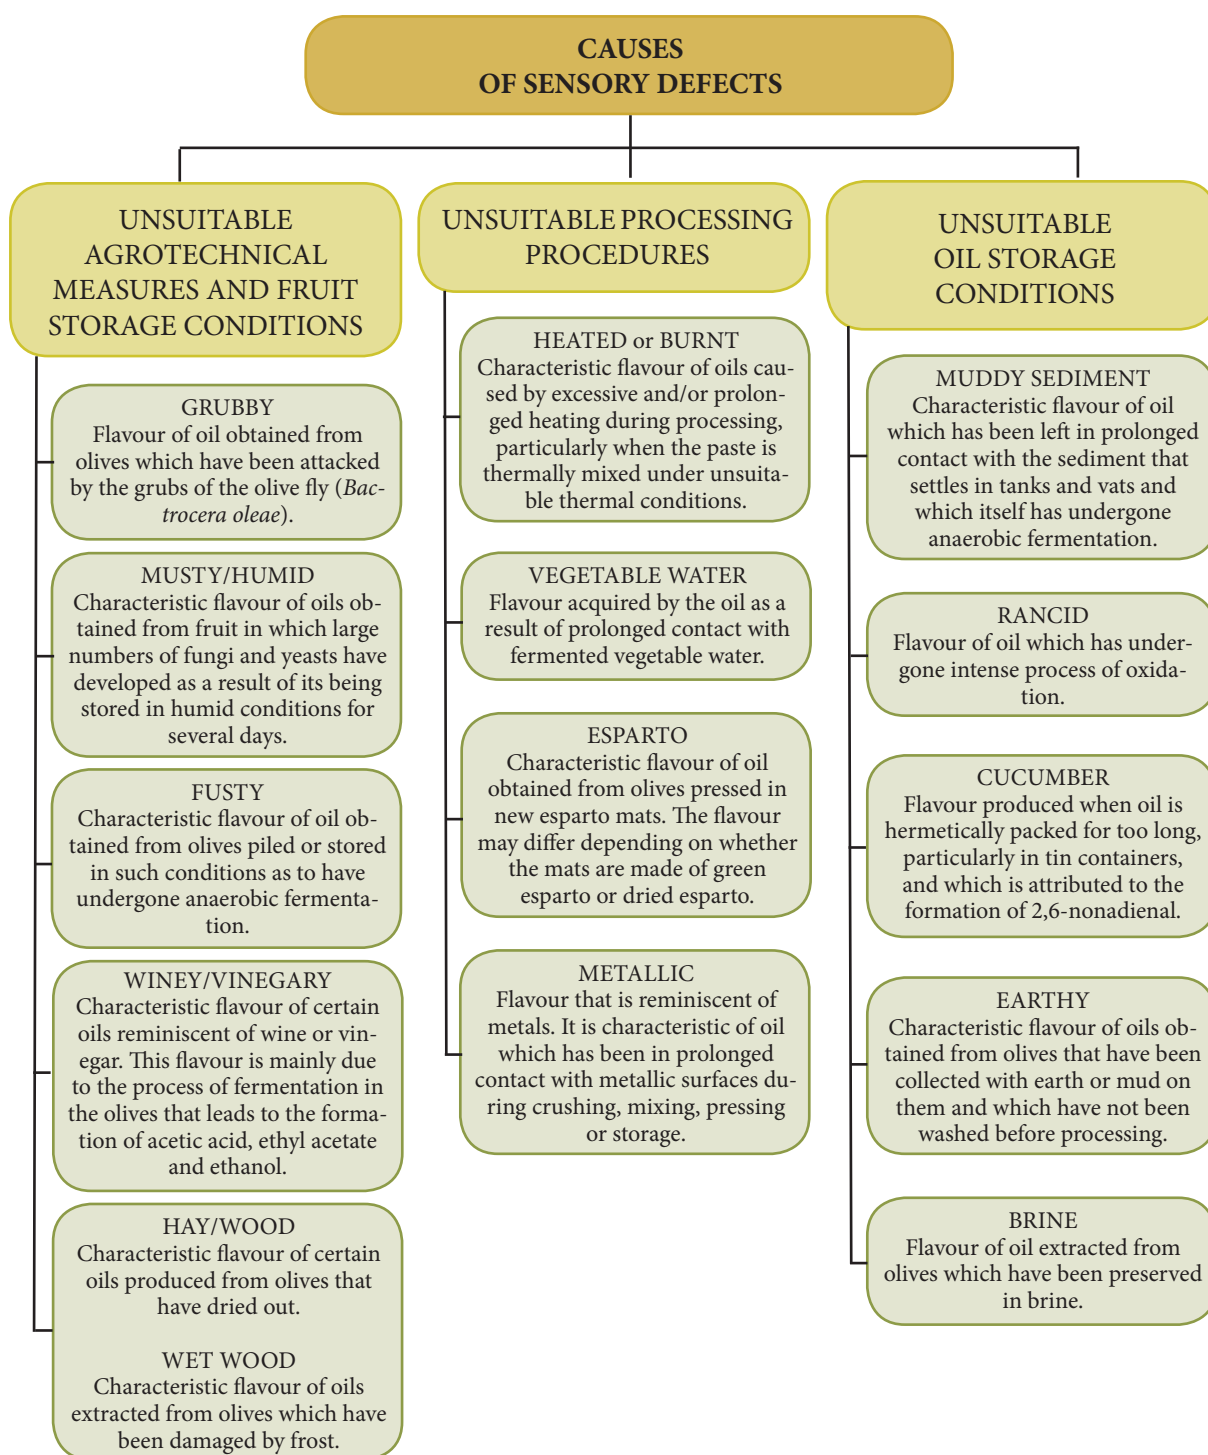 CAUSES
OF SENSORY DEFECTS
UNSUITABLE
AGROTECHNICAL
MEASURES AND FRUIT
STORAGE CONDITIONS
GRUBBY
Flavour of oil obtained from
olives which have been attacked
by the grubs of the olive fly (Bac-
trocera oleae).
MUSTY/HUMID
Characteristic flavour of oils ob-
tained from fruit in which large
numbers of fungi and yeasts have
developed as a result of its being
stored in humid conditions for
several days.
FUSTY
Characteristic flavour of oil ob-
tained from olives piled or stored
in such conditions as to have
undergone anaerobic fermenta-
tion.
WINEY/VINEGARY
Characteristic flavour of certain
oils reminiscent of wine or vin-
egar. This flavour is mainly due
to the process of fermentation in
the olives that leads to the forma-
tion of acetic acid, ethyl acetate
and ethanol.
HAY/WOOD
Characteristic flavour of certain
oils produced from olives that
have dried out.
WET WOOD
Characteristic flavour of oils
extracted from olives which have
been damaged by frost.
UNSUITABLE PROCESSING
PROCEDURES
HEATED or BURNT
Characteristic flavour of oils cau-
sed by excessive and/or prolon-
ged heating during processing,
particularly when the paste is
thermally mixed under unsuita-
ble thermal conditions.
VEGETABLE WATER
Flavour acquired by the oil as a
result of prolonged contact with
fermented vegetable water.
ESPARTO
Characteristic flavour of oil
obtained from olives pressed in
new esparto mats. The flavour
may differ depending on whether
the mats are made of green
esparto or dried esparto.
METALLIC
Flavour that is reminiscent of
metals. It is characteristic of oil
which has been in prolonged
contact with metallic surfaces du-
ring crushing, mixing, pressing
or storage.
UNSUITABLE
OIL STORAGE
CONDITIONS
MUDDY SEDIMENT
Characteristic flavour of oil
which has been left in prolonged
contact with the sediment that
settles in tanks and vats and
which itself has undergone
anaerobic fermentation.
RANCID
Flavour of oil which has under-
gone intense process of oxida-
tion.
CUCUMBER
Flavour produced when oil is
hermetically packed for too long,
particularly in tin containers,
and which is attributed to the
formation of 2,6-nonadienal.
EARTHY
Characteristic flavour of oils ob-
tained from olives that have been
collected with earth or mud on
them and which have not been
washed before processing.
BRINE
Flavour of oil extracted from
olives which have been preserved
in brine.